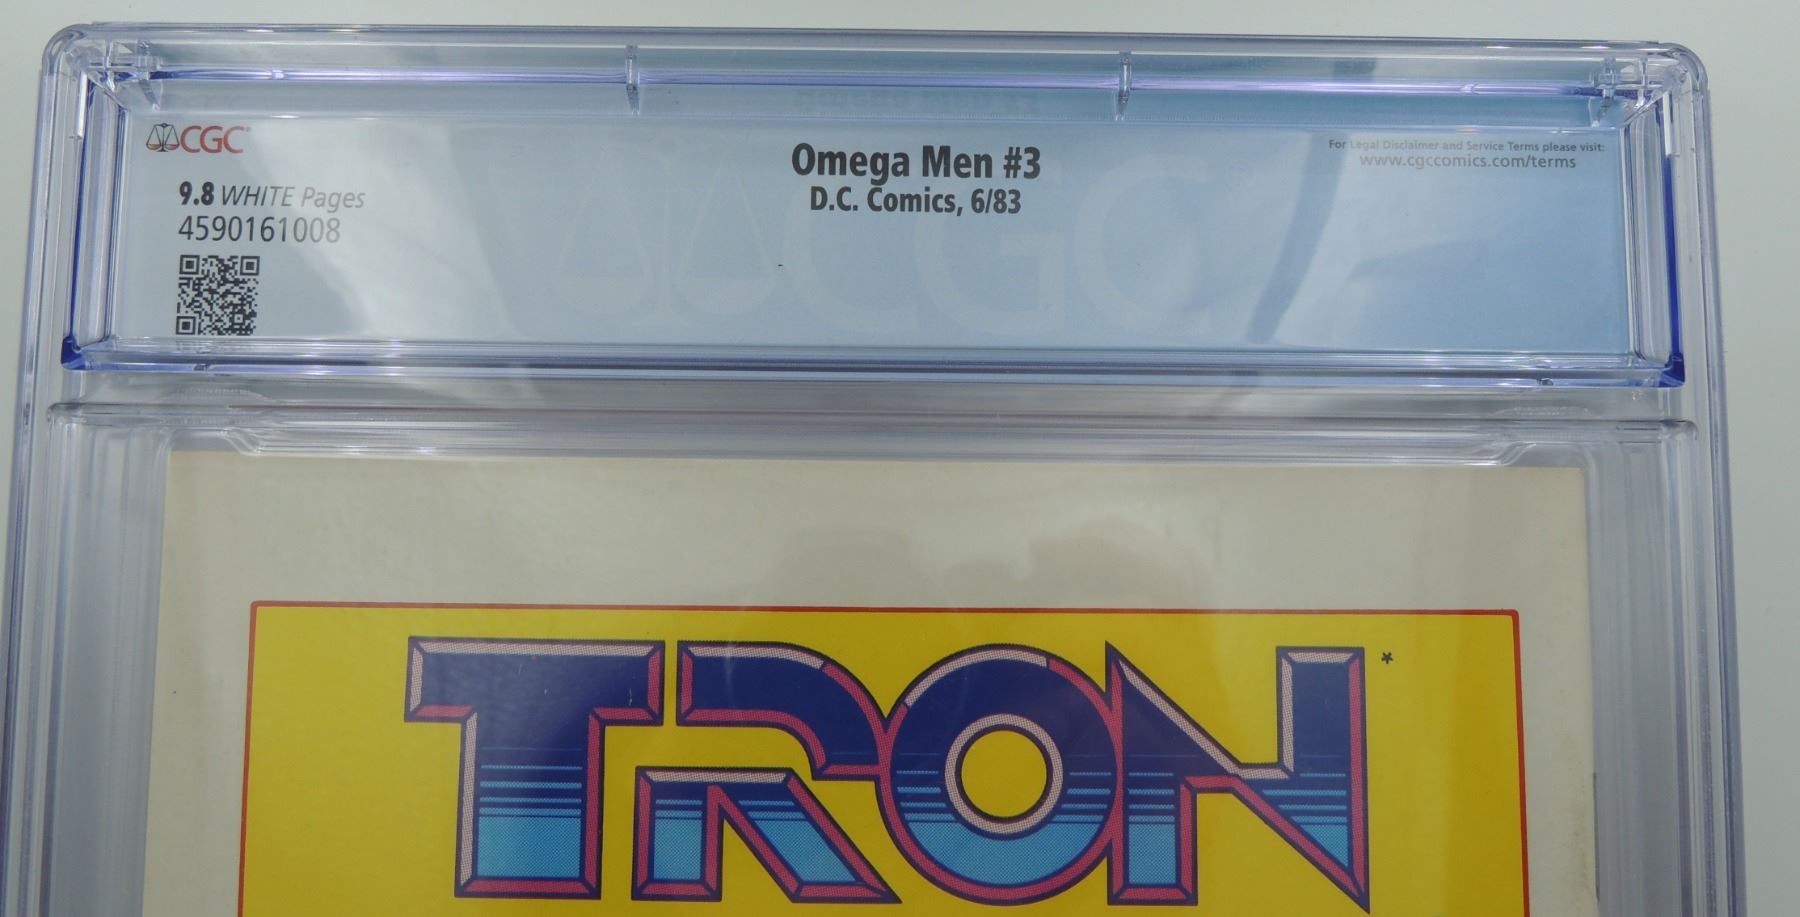 CGC
9.8 WHITE Pages
4590161008
Omega Men #3
D.C. Comics, 6/83
For Legal Disclaimer and Service Terms please visit:
www.cgccomics.com/terms
CGC
TRON*